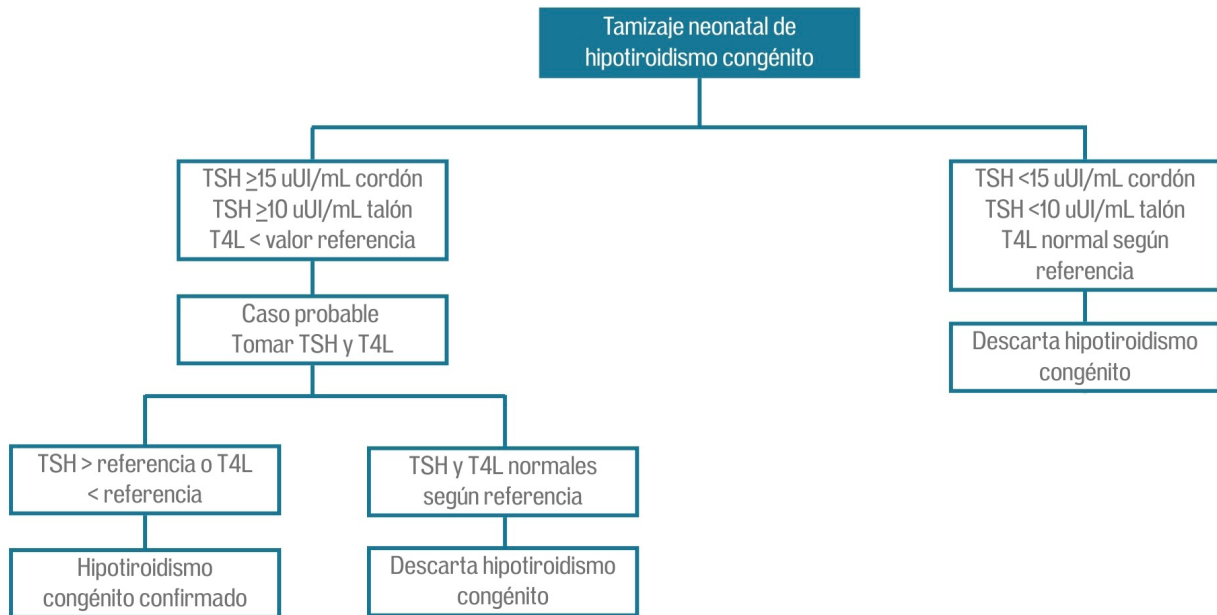 Tamizaje neonatal de
hipotiroidismo congénito
TSH ≥15 uUI/mL cordón
TSH ≥10 uUI/mL talón
T4L < valor referencia
TSH <15 uUI/mL cordón
TSH <10 uUI/mL talón
T4L normal según
referencia
Caso probable
Tomar TSH y T4L
Descarta hipotiroidismo
congénito
TSH > referencia o T4L
< referencia
TSH y T4L normales
según referencia
Hipotiroidismo
congénito confirmado
Descarta hipotiroidismo
congénito